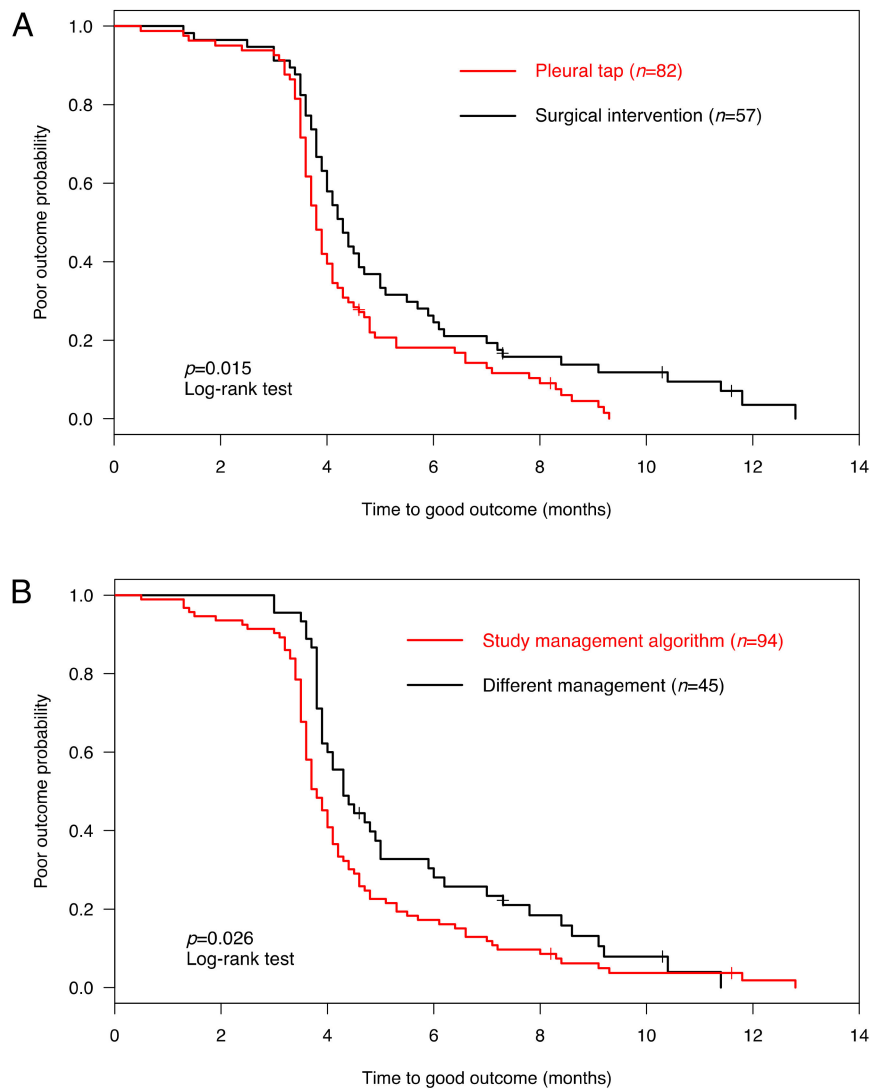 A
Poor outcome probability
1.0
0.8
0.6
0.4
0.2
0.0
Pleural tap (n=82)
Surgical intervention (n=57)
p=0.015
Log-rank test
0 2 4 6 8 10 12 14
Time to good outcome (months)
B
Poor outcome probability
1.0
0.8
0.6
0.4
0.2
0.0
Study management algorithm (n=94)
Different management (n=45)
p=0.026
Log-rank test
0 2 4 6 8 10 12 14
Time to good outcome (months)